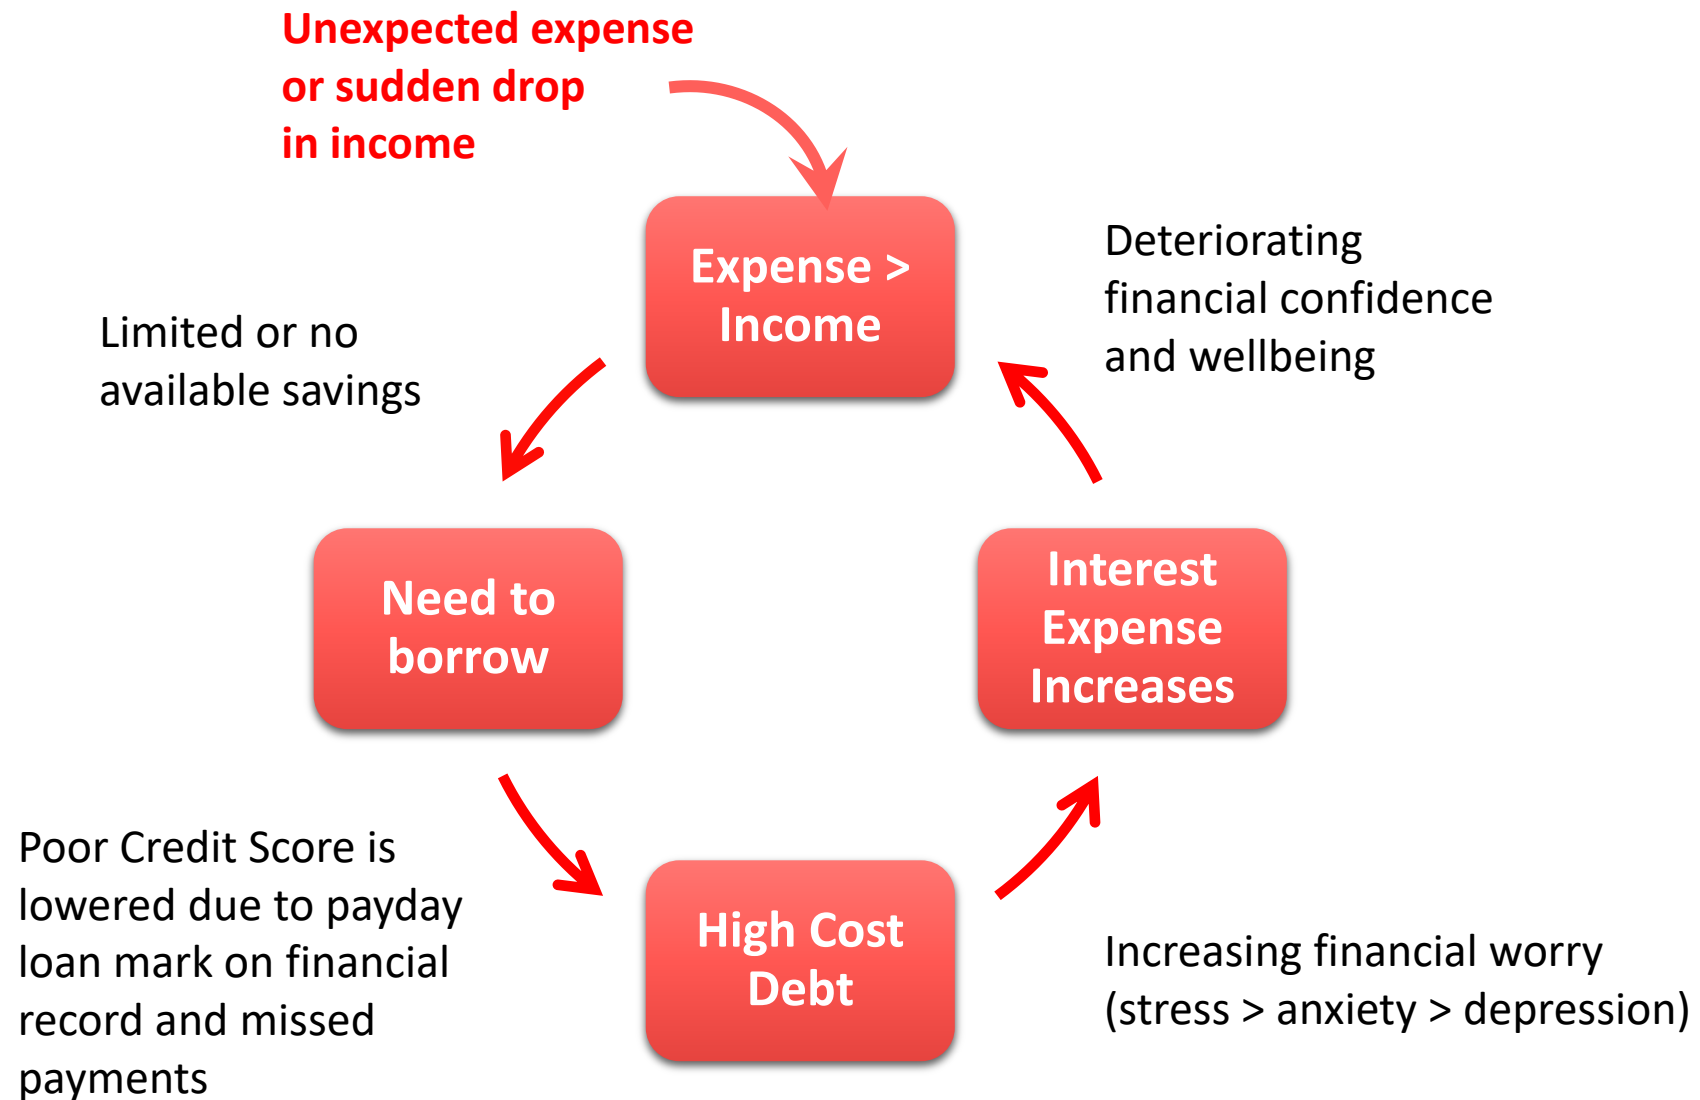 Unexpected expense
or sudden drop
in income
Expense >
Income
Limited or no
available savings
Need to
borrow
Poor Credit Score is
lowered due to payday
loan mark on financial
record and missed
payments
High Cost
Debt
Increasing financial worry
(stress > anxiety > depression)
Interest
Expense
Increases
Deteriorating
financial confidence
and wellbeing